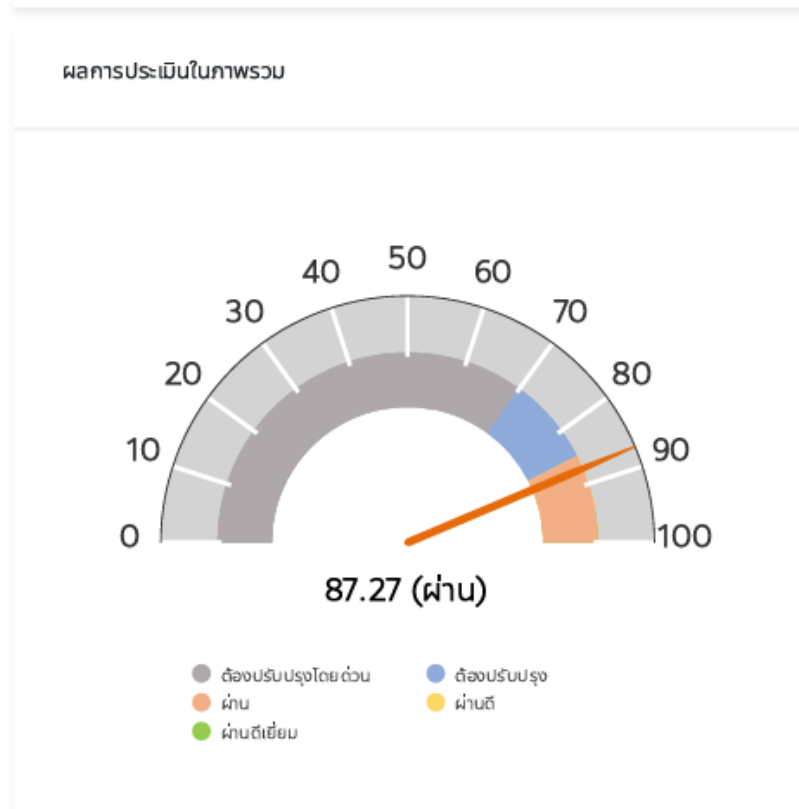 ผลการประเมินในภาพรวม
50
40 60
30 70
20 80
10 90
0 100
87.27 (ผ่าน)
ต้องปรับปรุงโดยด่วน ต้องปรับปรุง
ผ่าน ผ่านดี
ผ่านดีเยี่ยม